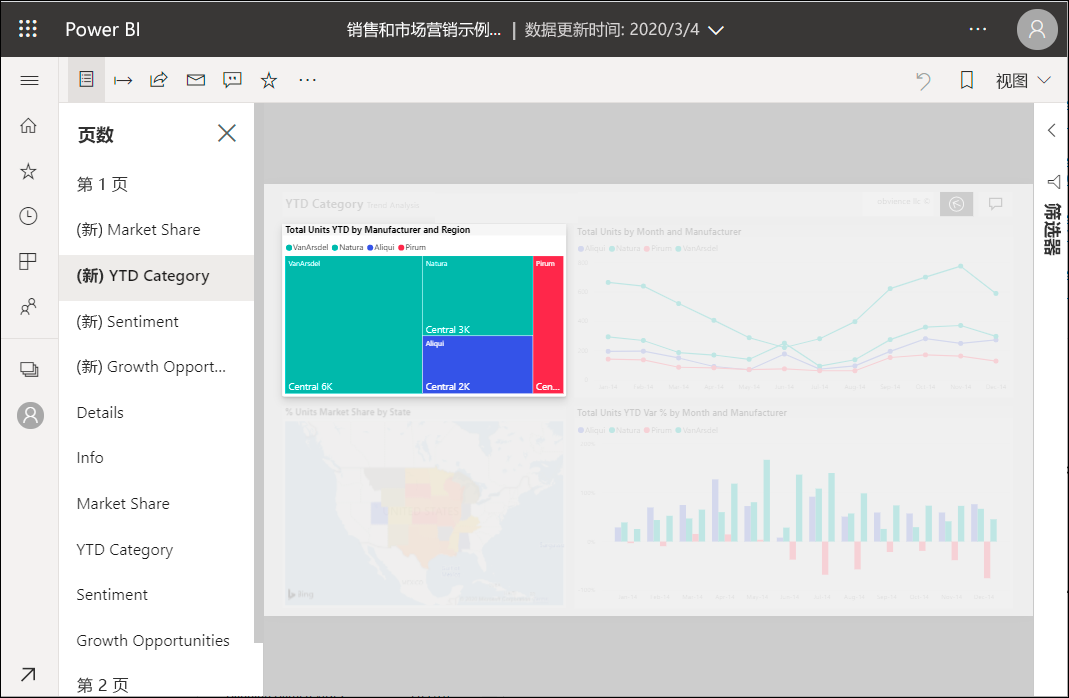 Power BI
销售和市场营销示例... | 数据更新时间: 2020/3/4
视图
页数
第 1 页
(新) Market Share
(新) YTD Category
(新) Sentiment
(新) Growth Opport...
Details
Info
Market Share
YTD Category
Sentiment
Growth Opportunities
第 2 页
YTD Category Trend Analysis
Total Units YTD by Manufacturer and Region
VanArsdel Natura Aliqui Pirum
VanArsdel
Natura
Pirum
Central 3K
Aliqui
Central 6K
Central 2K
Cen...
Total Units by Month and Manufacturer
Aliqui Natura Pirum VanArsdel
% Units Market Share by State
bing
Total Units YTD Var % by Month and Manufacturer
Aliqui Natura Pirum VanArsdel
筛选器